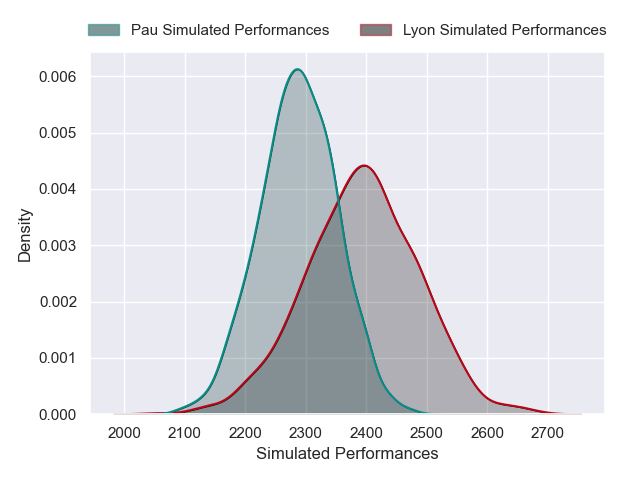 Pau Simulated Performances Lyon Simulated Performances
0.006
0.005
0.004
0.003
0.002
0.001
0.000
Density
2000 2100 2200 2300 2400 2500 2600 2700
Simulated Performances